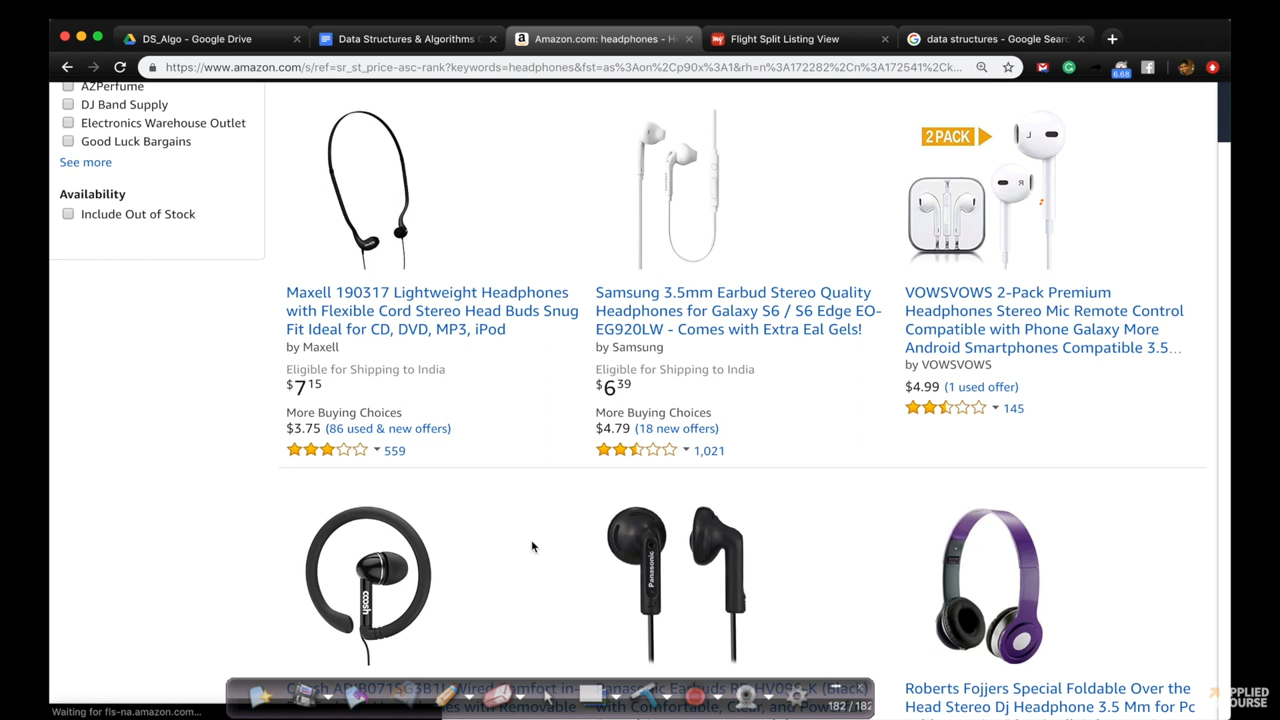 DS_Algo - Google Drive
Data Structures & Algorithms C
Amazon.com: headphones - H
Flight Split Listing View
data structures - Google Sear
https://www.amazon.com/s/ref=sr_st_price-asc-rank?keywords=headphones&fst=as%3Aon%2Cp90x%3A1&rh=n%3A172282%2Cn%3A172541%2Ck...
6.68
AZPerfume
DJ Band Supply
Electronics Warehouse Outlet
Good Luck Bargains
See more
Availability
Include Out of Stock
2 PACK
Maxell 190317 Lightweight Headphones
with Flexible Cord Stereo Head Buds Snug
Fit Ideal for CD, DVD, MP3, iPod
by Maxell
Eligible for Shipping to India
$7 15
More Buying Choices
$3.75 (86 used & new offers)
559
Samsung 3.5mm Earbud Stereo Quality
Headphones for Galaxy S6 / S6 Edge EO-
EG920LW - Comes with Extra Eal Gels!
by Samsung
Eligible for Shipping to India
$6 39
More Buying Choices
$4.79 (18 new offers)
1,021
VOWSVOWS 2-Pack Premium
Headphones Stereo Mic Remote Control
Compatible with Phone Galaxy More
Android Smartphones Compatible 3.5...
by VOWSVOWS
$4.99 (1 used offer)
145
coosh
Panasonic
Roberts Fojjers Special Foldable Over the
Head Stereo Dj Headphone 3.5 Mm for Pc
182 / 182
Waiting for fls-na.amazon.com...
APPLIED
COURSE